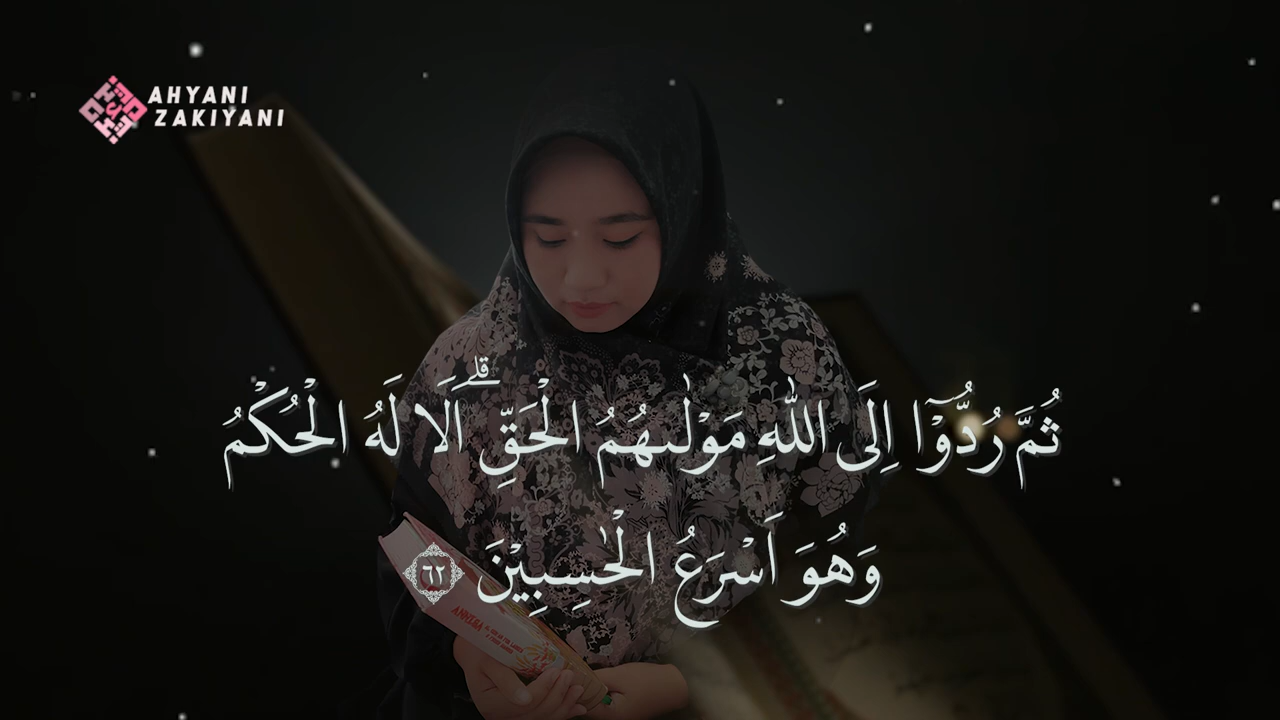 AHYANI
ZAKIYANI
ثُمَّ رُدُّوْٓا اِلَى اللّٰهِ مَوْلٰىهُمُ الْحَقِّۗ اَلَا لَهُ الْحُكْمُ
وَهُوَ اَسْرَعُ الْحٰسِبِيْنَ ٦٢